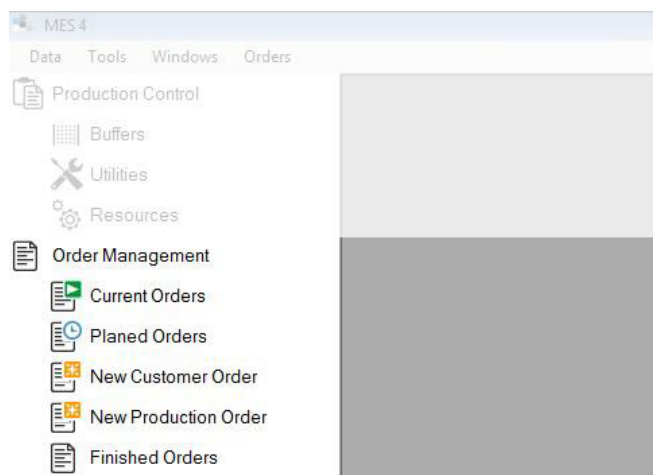 MES 4
Data Tools Windows Orders
Production Control
Buffers
Utilities
Resources
Order Management
Current Orders
Planed Orders
New Customer Order
New Production Order
Finished Orders